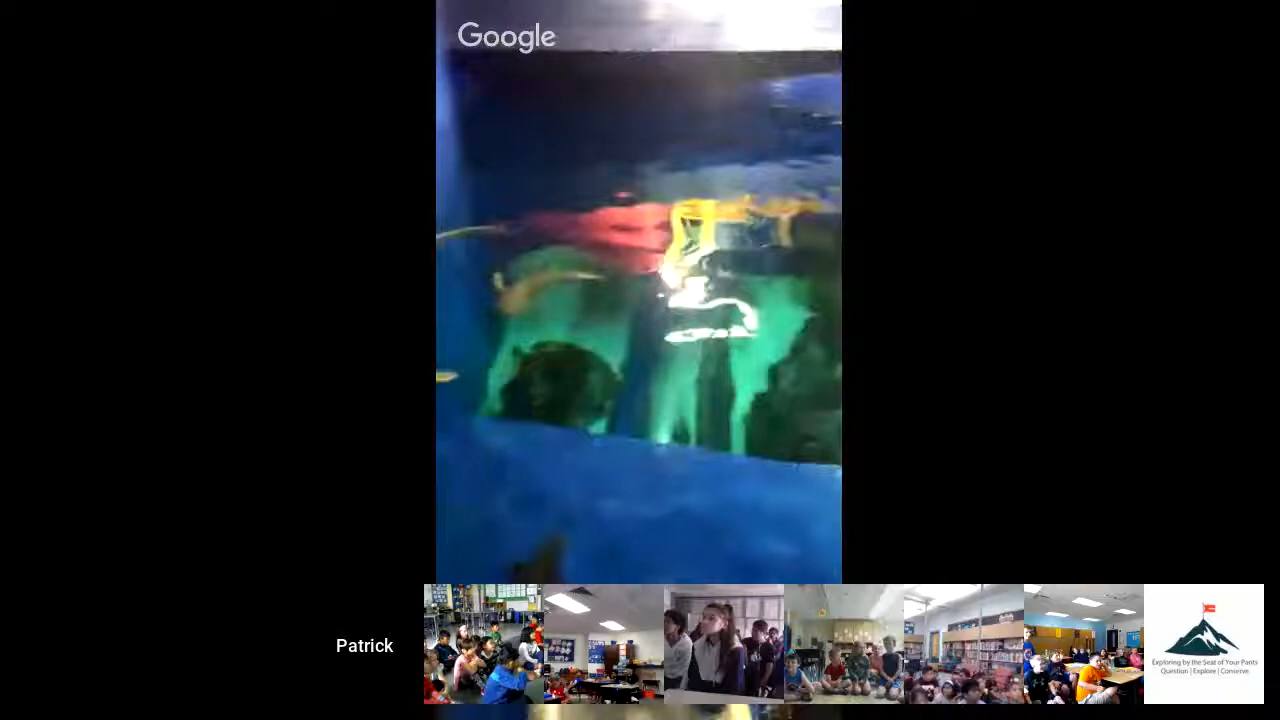 Google
Patrick
Exploring by the Seat of Your Pants
Question | Explore | Conserve